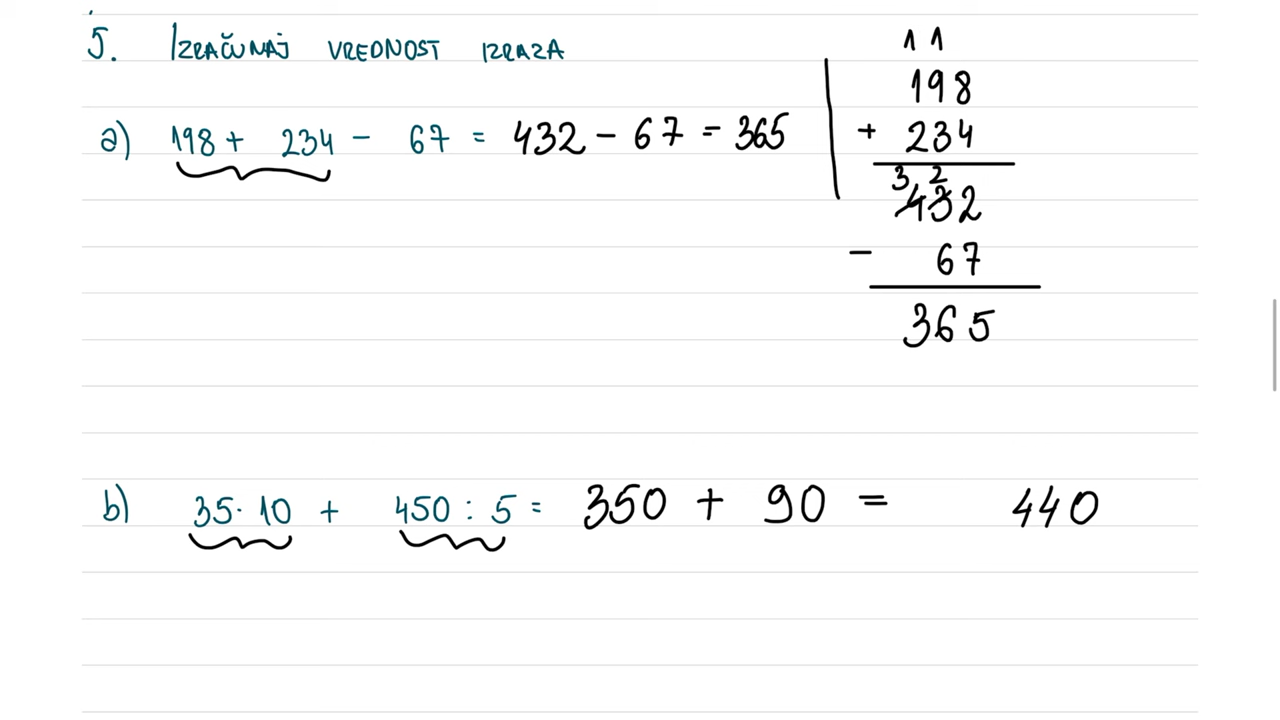 5. IZRAČUNAJ VREDNOST IZRAZA
a) 198 + 234 - 67 = 432 - 67 = 365
1 1
198
+ 234
3 2
432
- 67
365
b) 35 · 10 + 450 : 5 = 350 + 90 = 440